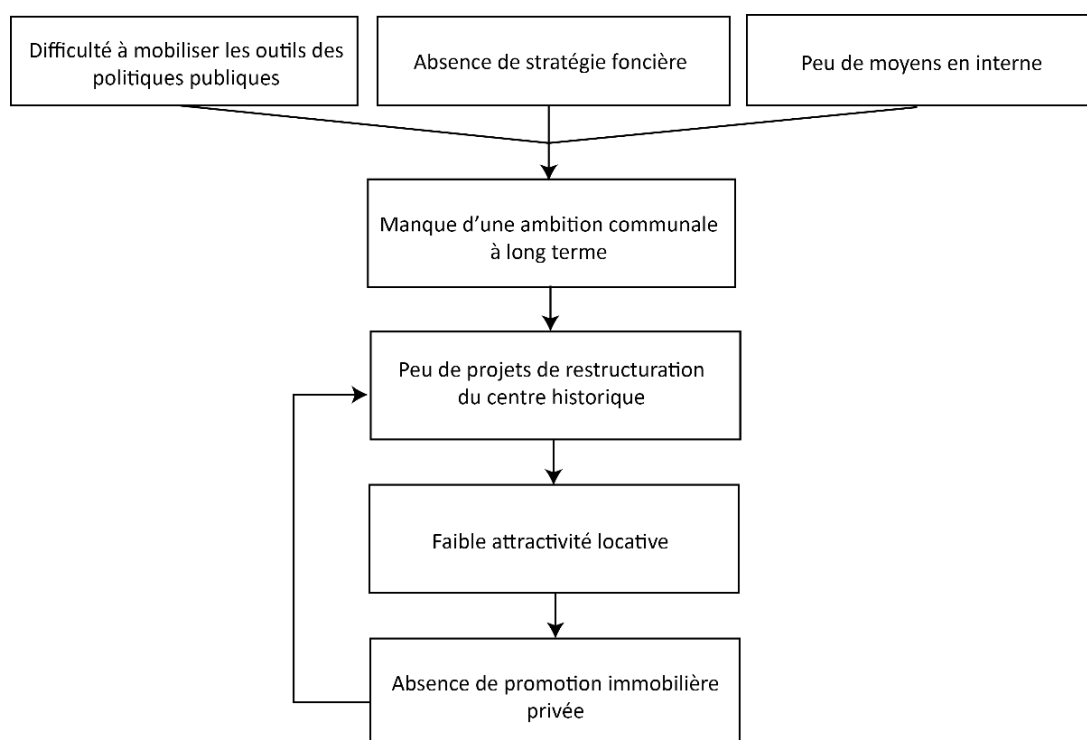 Difficulté à mobiliser les outils des
politiques publiques
Absence de stratégie foncière
Peu de moyens en interne
Manque d’une ambition communale
à long terme
Peu de projets de restructuration
du centre historique
Faible attractivité locative
Absence de promotion immobilière
privée